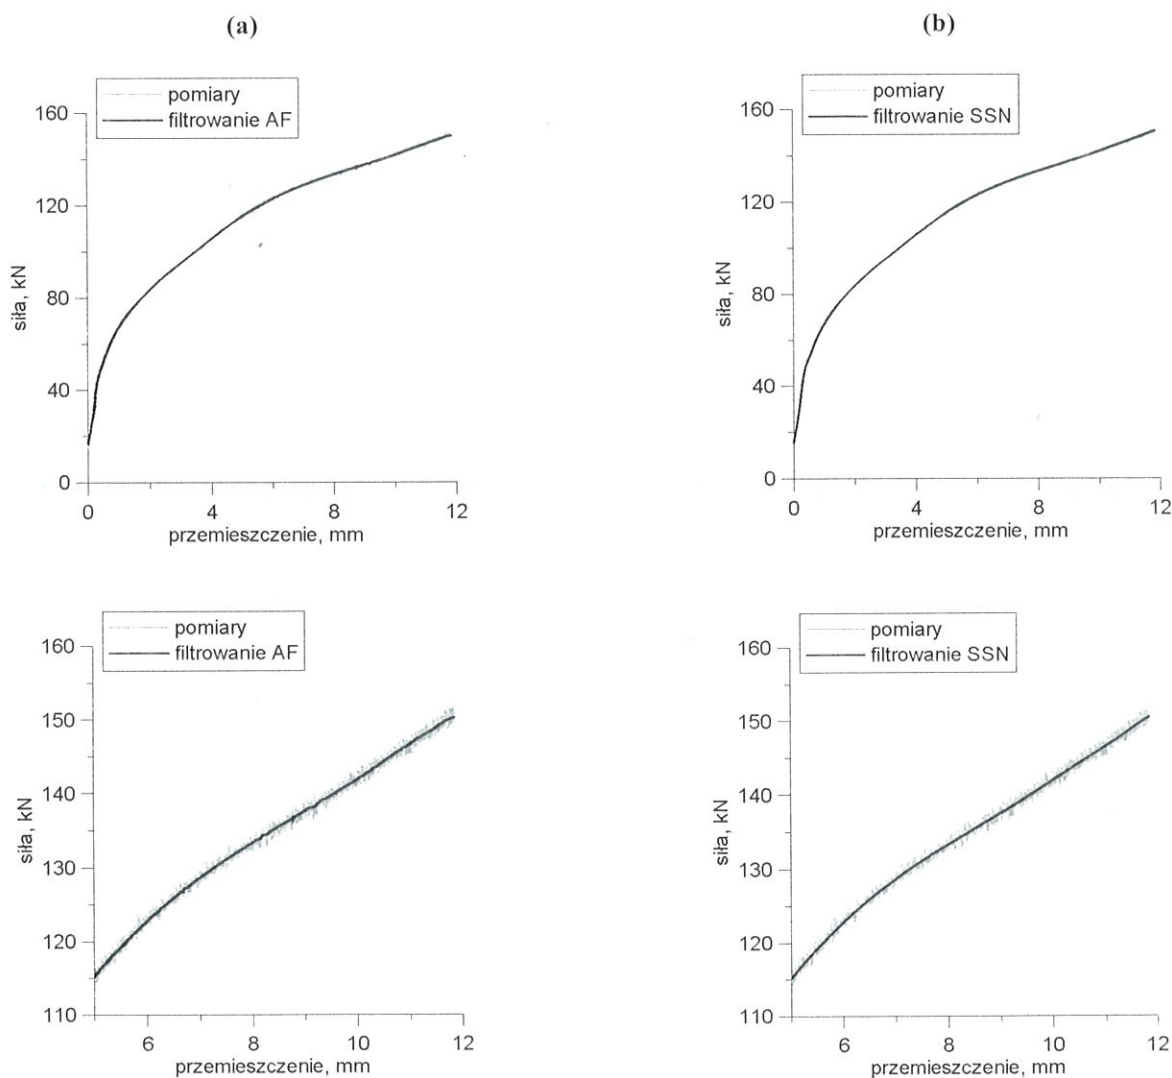 (a)
(b)
pomiary
filtrowanie AF
160
120
80
40
0
siła, kN
0 4 8 12
przemieszczenie, mm
pomiary
filtrowanie SSN
160
120
80
40
0
siła, kN
0 4 8 12
przemieszczenie, mm
pomiary
filtrowanie AF
160
150
140
130
120
110
siła, kN
6 8 10 12
przemieszczenie, mm
pomiary
filtrowanie SSN
160
150
140
130
120
110
siła, kN
6 8 10 12
przemieszczenie, mm